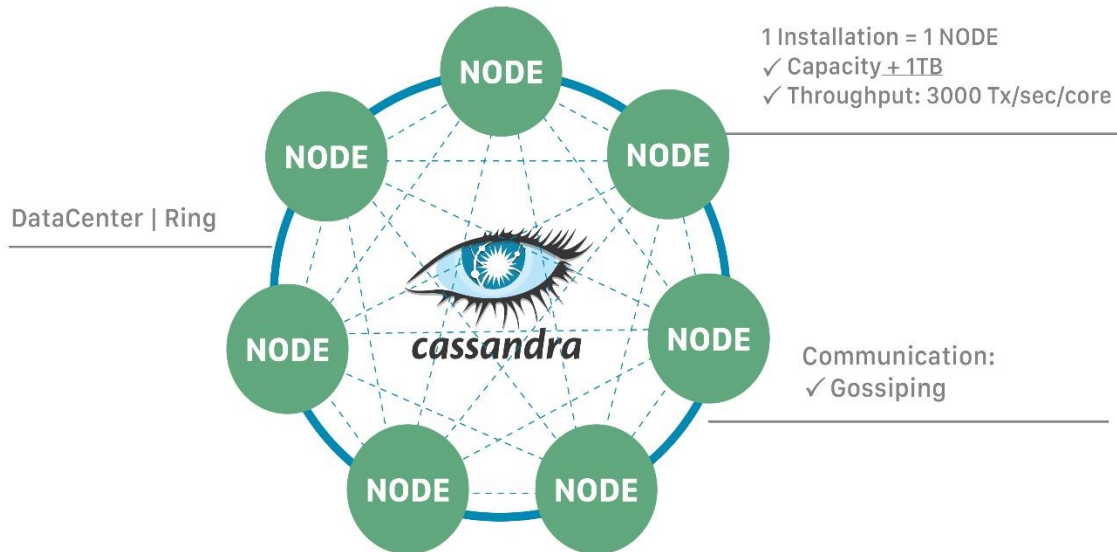 NODE
1 Installation = 1 NODE
✓ Capacity + 1TB
✓ Throughput: 3000 Tx/sec/core
NODE
NODE
DataCenter | Ring
cassandra
NODE
NODE
Communication:
✓ Gossiping
NODE
NODE